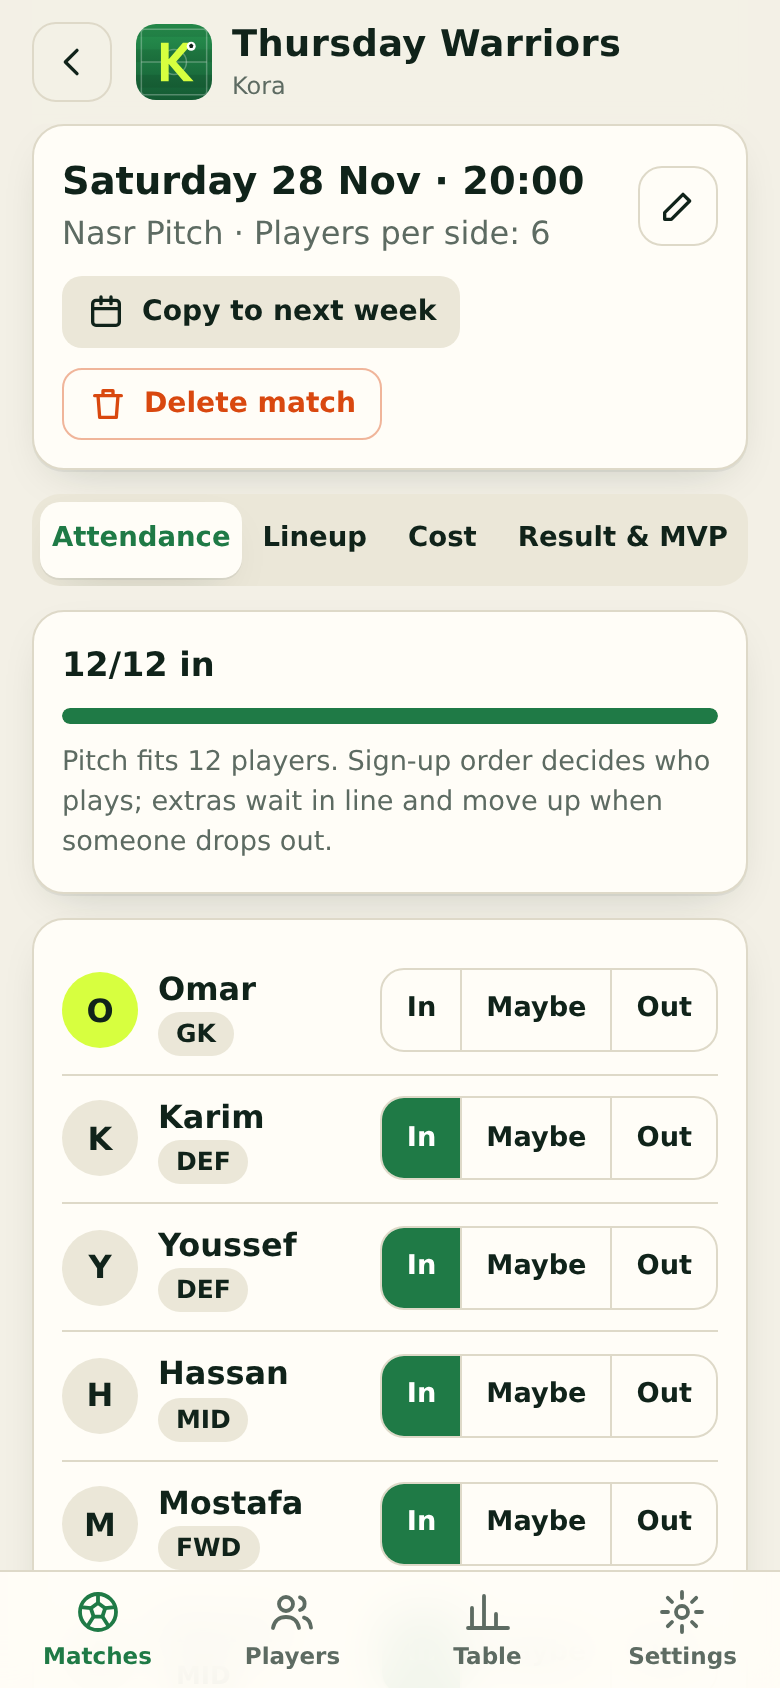 K
Thursday Warriors
Kora
Saturday 28 Nov · 20:00
Nasr Pitch · Players per side: 6
Copy to next week
Delete match
Attendance Lineup Cost Result & MVP
12/12 in
Pitch fits 12 players. Sign-up order decides who
plays; extras wait in line and move up when
someone drops out.
O Omar In Maybe Out
GK
K Karim In Maybe Out
DEF
Y Youssef In Maybe Out
DEF
H Hassan In Maybe Out
MID
M Mostafa In Maybe Out
FWD
MID
Matches Players Table Settings